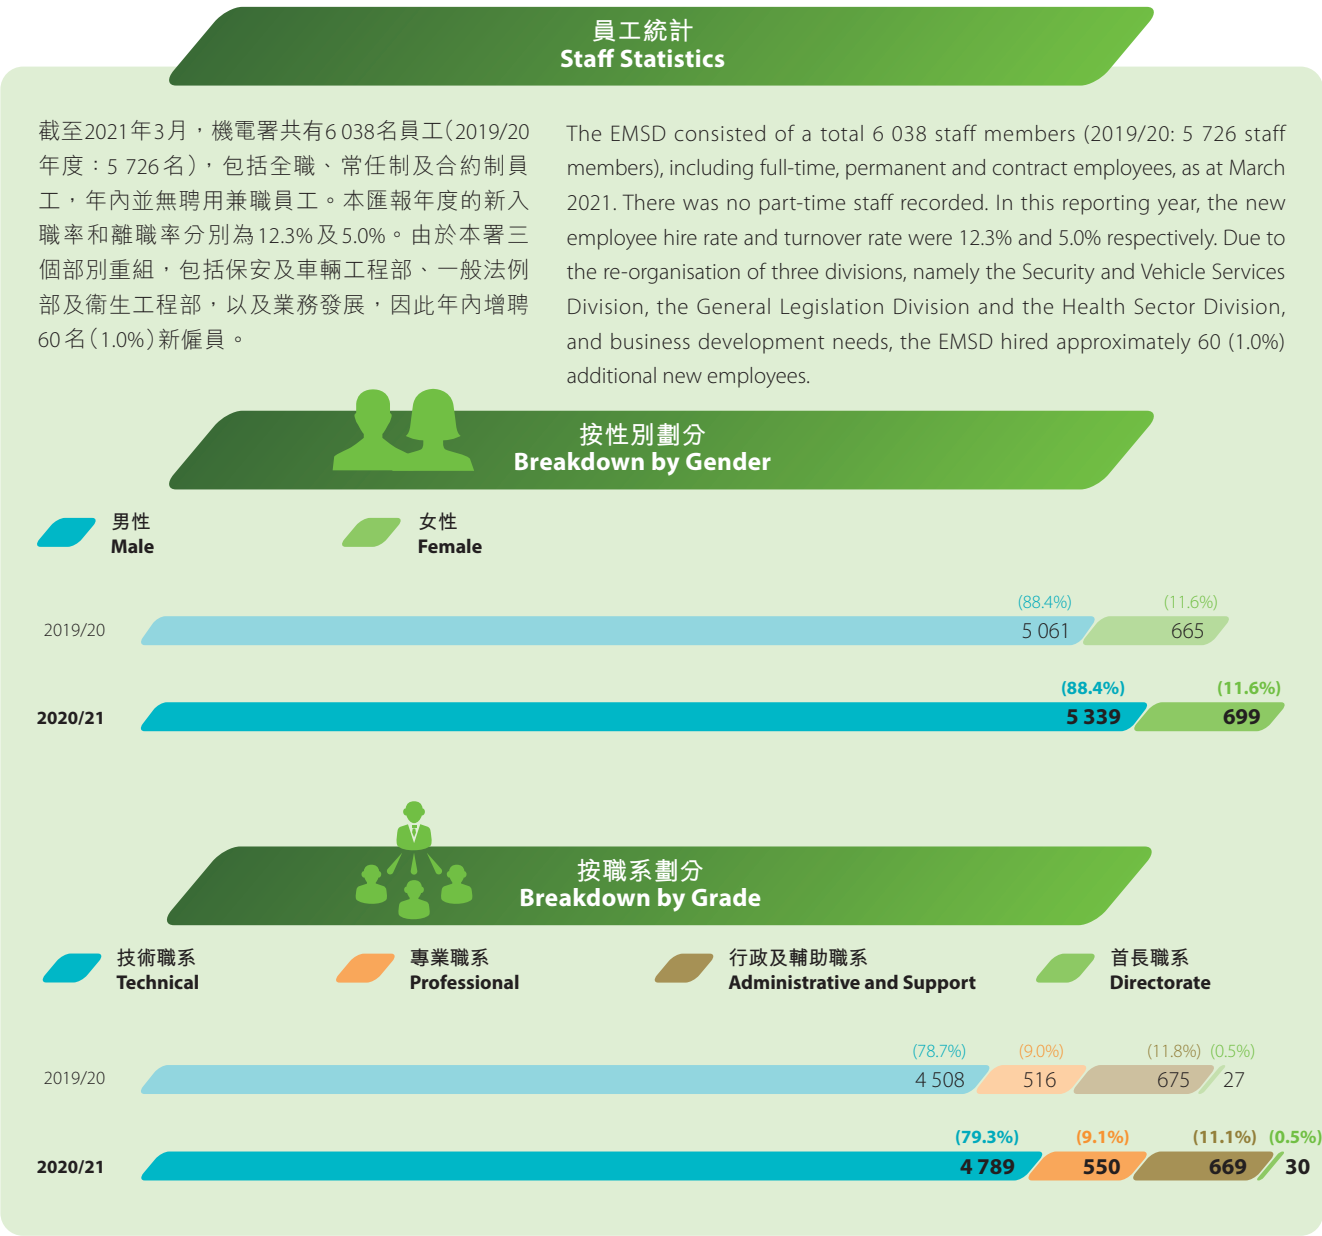 員工統計
Staff Statistics
截至2021年3月，機電署共有6 038名員工（2019/20
年度：5 726名），包括全職、常任制及合約制員
工，年內並無聘用兼職員工。本匯報年度的新入
職率和離職率分別為12.3%及5.0%。由於本署三
個部別重組，包括保安及車輛工程部、一般法例
部及衞生工程部，以及業務發展，因此年內增聘
60名（1.0%）新僱員。
The EMSD consisted of a total 6 038 staff members (2019/20: 5 726 staff
members), including full-time, permanent and contract employees, as at March
2021. There was no part-time staff recorded. In this reporting year, the new
employee hire rate and turnover rate were 12.3% and 5.0% respectively. Due to
the re-organisation of three divisions, namely the Security and Vehicle Services
Division, the General Legislation Division and the Health Sector Division,
and business development needs, the EMSD hired approximately 60 (1.0%)
additional new employees.
按性別劃分
Breakdown by Gender
男性
Male
女性
Female
(88.4%) (11.6%)
2019/20 5 061 665
(88.4%) (11.6%)
2020/21 5 339 699
按職系劃分
Breakdown by Grade
技術職系
Technical
專業職系
Professional
行政及輔助職系
Administrative and Support
首長職系
Directorate
(78.7%) (9.0%) (11.8%) (0.5%)
2019/20 4 508 516 675 27
(79.3%) (9.1%) (11.1%) (0.5%)
2020/21 4 789 550 669 30